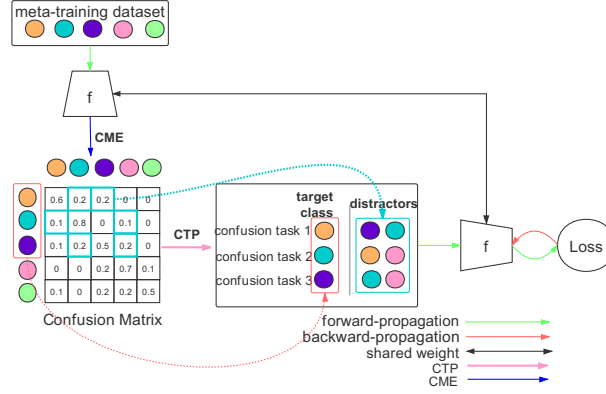 meta-training dataset
f
CME
0.6 0.2 0.2 0 0
0.1 0.8 0 0.1 0
0.1 0.2 0.5 0.2 0
0 0 0.2 0.7 0.1
0.1 0 0.2 0.2 0.5
Confusion Matrix
CTP
target class
distractors
confusion task 1
confusion task 2
confusion task 3
f
Loss
forward-propagation
backward-propagation
shared weight
CTP
CME